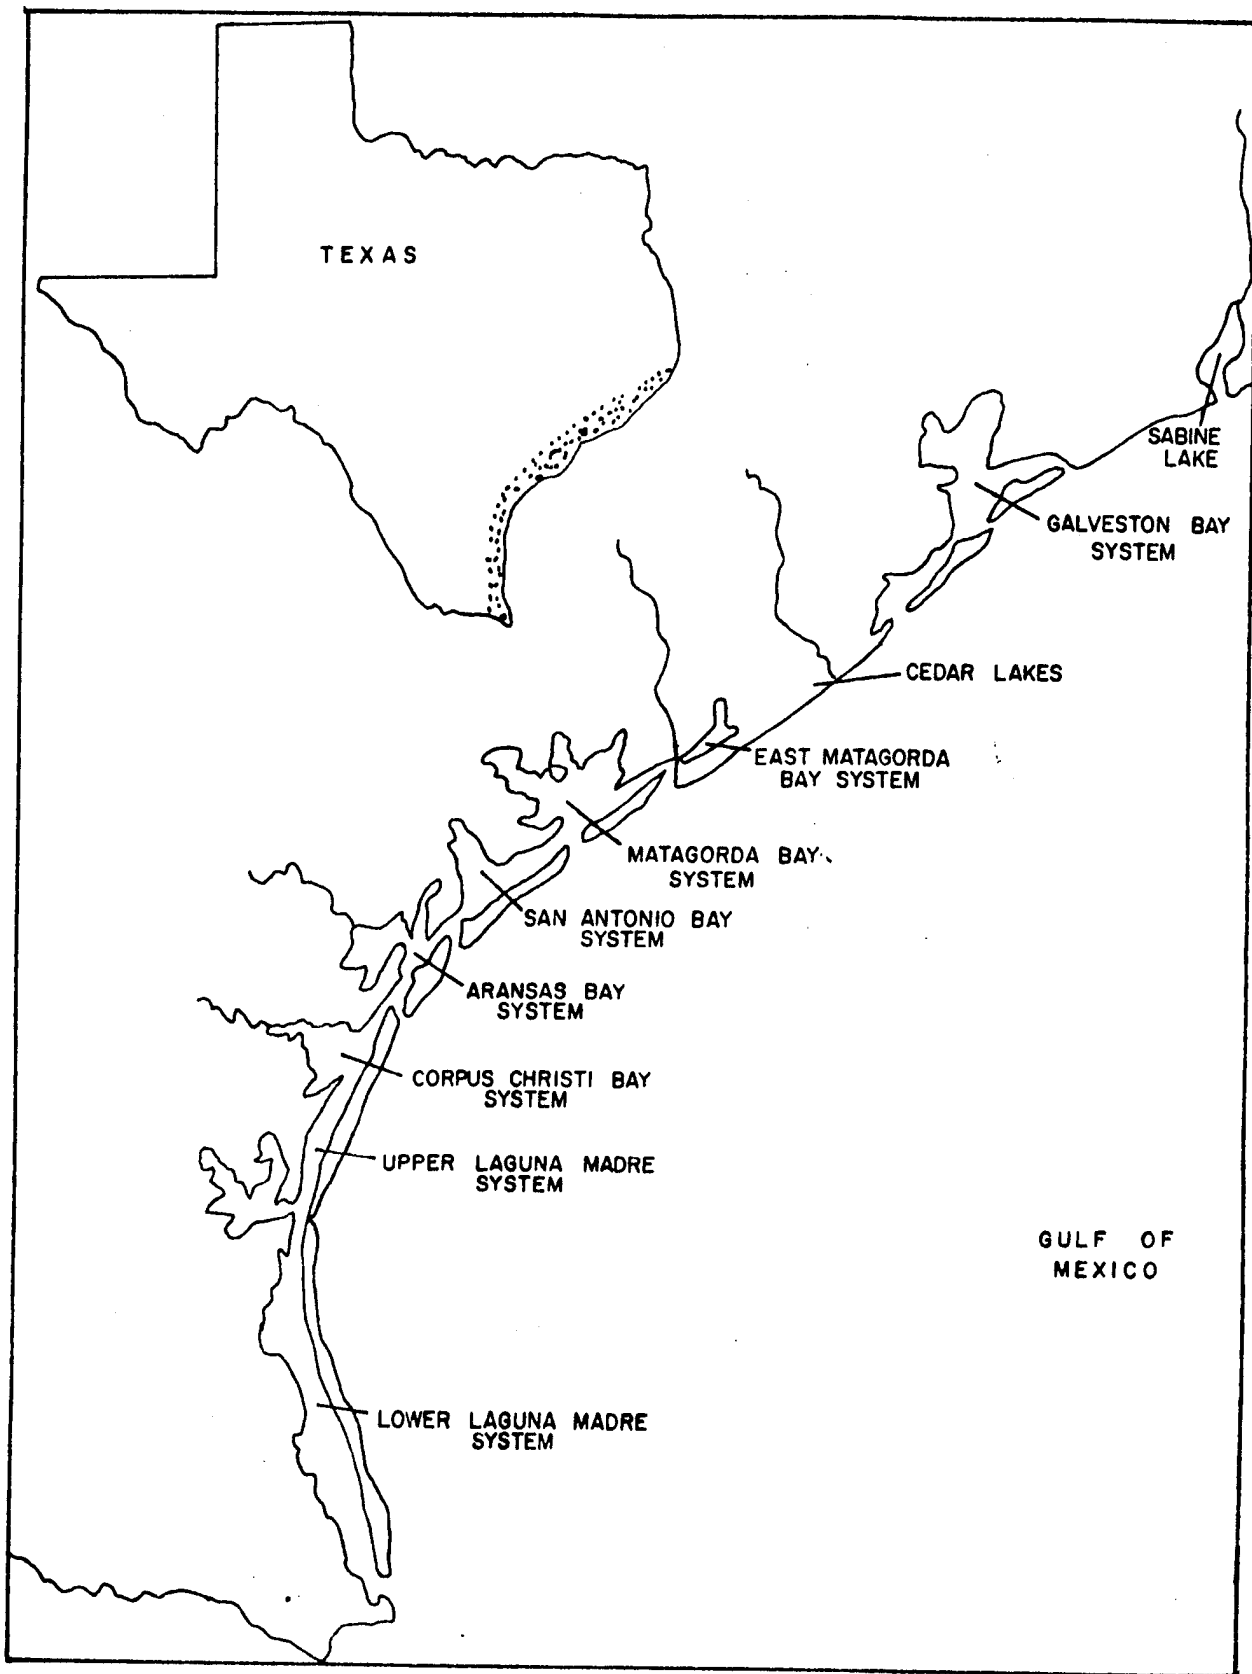 TEXAS
SABINE
LAKE
GALVESTON BAY
SYSTEM
CEDAR LAKES
EAST MATAGORDA
BAY SYSTEM
MATAGORDA BAY
SYSTEM
SAN ANTONIO BAY
SYSTEM
ARANSAS BAY
SYSTEM
CORPUS CHRISTI BAY
SYSTEM
UPPER LAGUNA MADRE
SYSTEM
GULF OF
MEXICO
LOWER LAGUNA MADRE
SYSTEM